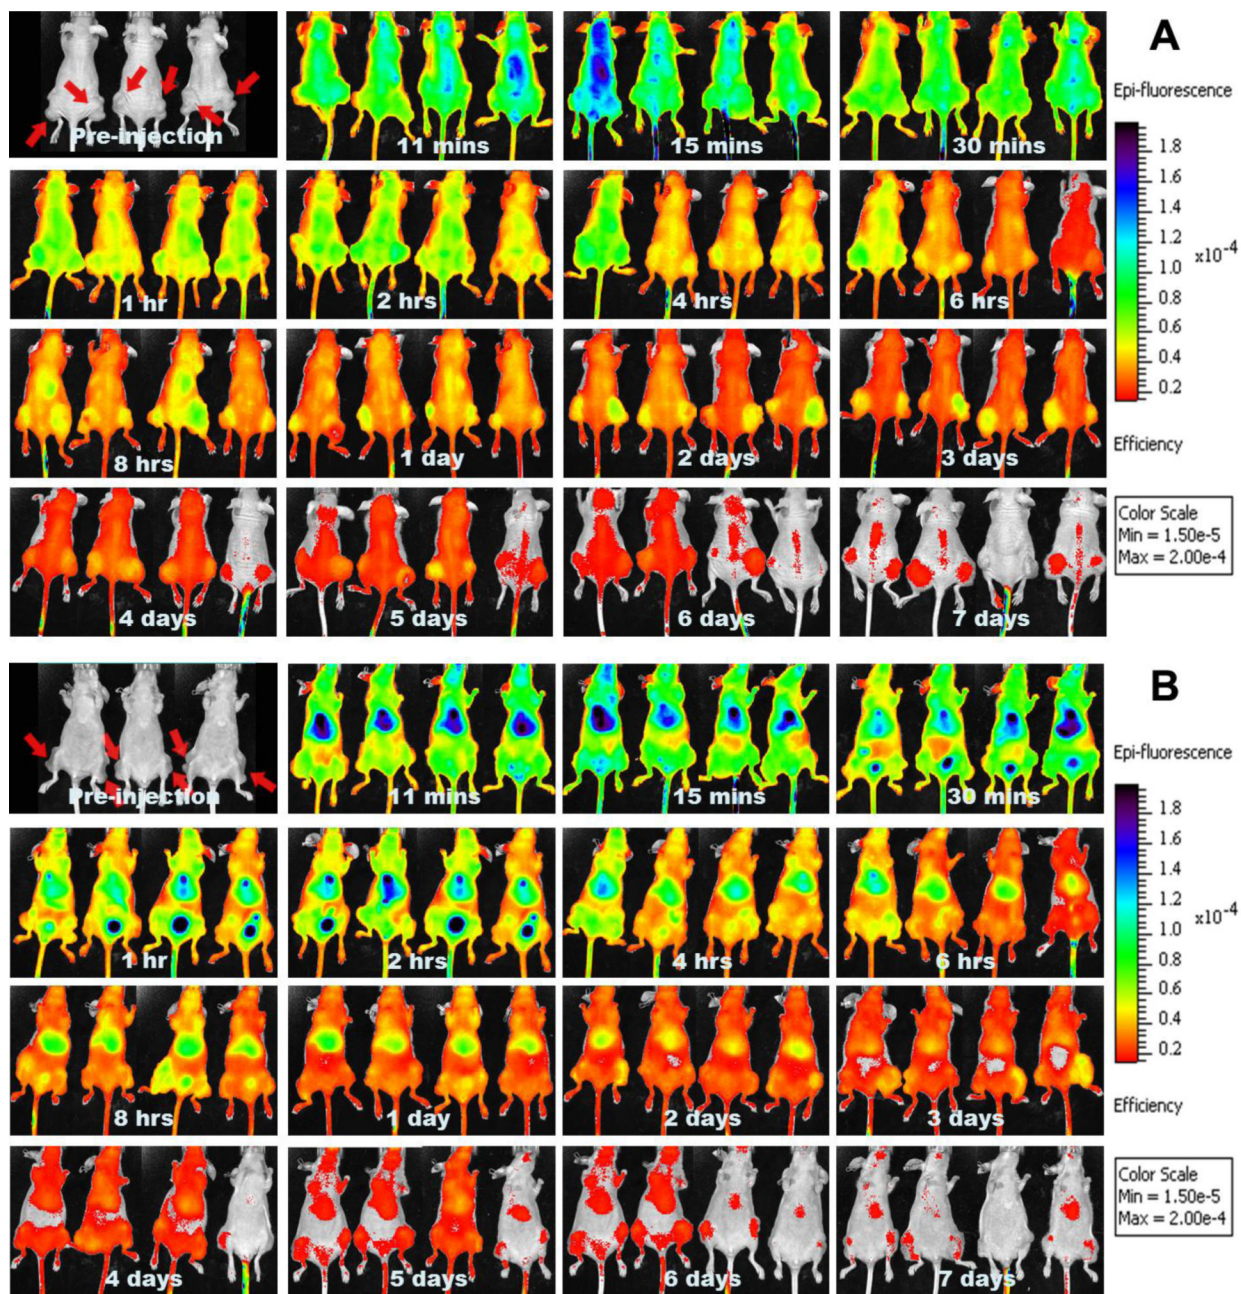 A
Pre-injection
11 mins
15 mins
30 mins
Epi-fluorescence
1.8
1.6
1.4
1.2
1.0
0.8
0.6
0.4
0.2
x10⁻⁴
1 hr
2 hrs
4 hrs
6 hrs
8 hrs
1 day
2 days
3 days
Efficiency
4 days
5 days
6 days
7 days
Color Scale
Min = 1.50e-5
Max = 2.00e-4
B
Pre-injection
11 mins
15 mins
30 mins
Epi-fluorescence
1.8
1.6
1.4
1.2
1.0
0.8
0.6
0.4
0.2
x10⁻⁴
1 hr
2 hrs
4 hrs
6 hrs
8 hrs
1 day
2 days
3 days
Efficiency
4 days
5 days
6 days
7 days
Color Scale
Min = 1.50e-5
Max = 2.00e-4